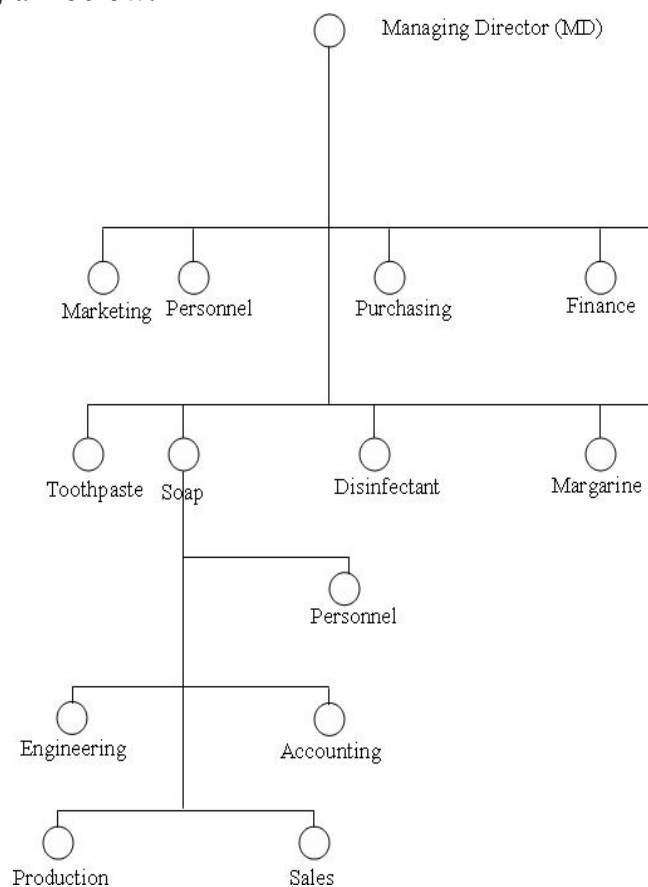 Managing Director (MD)
Marketing Personnel Purchasing Finance
Toothpaste Soap Disinfectant Margarine
Personnel
Engineering Accounting
Production Sales